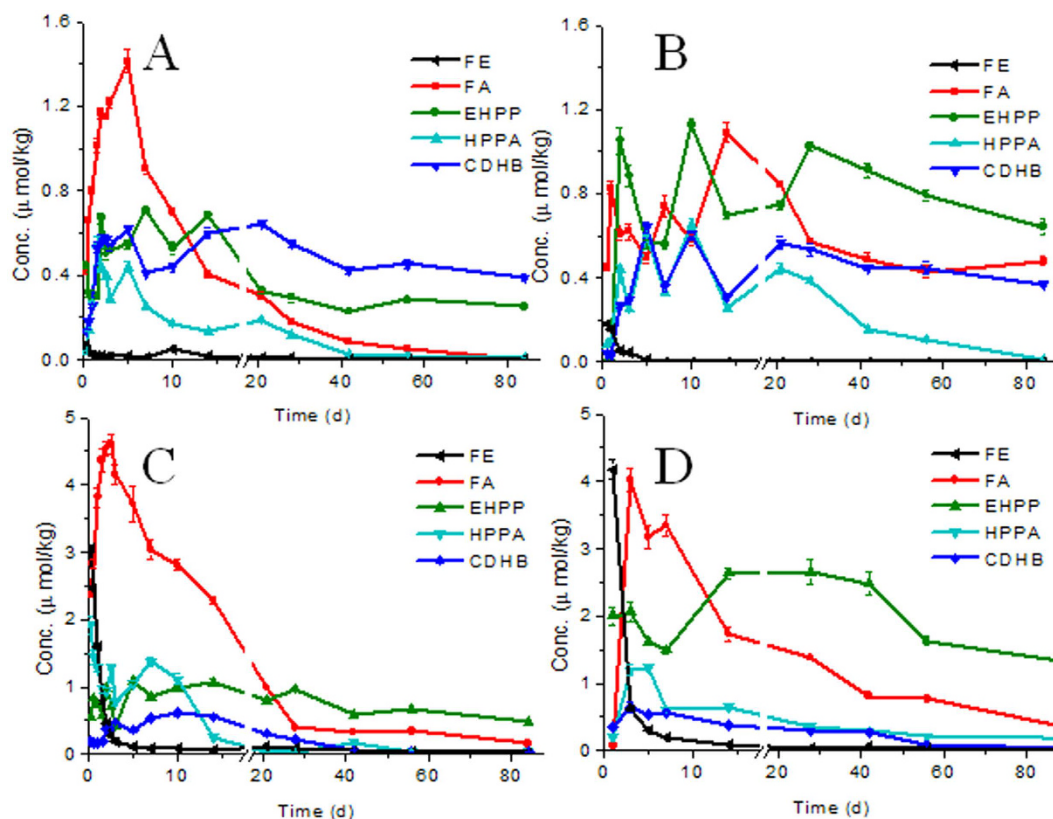 A
Conc. (μ mol/kg)
1.6
1.2
0.8
0.4
0.0
FE
FA
EHPP
HPPA
CDHB
0 10 20 40 60 80
Time (d)
B
Conc. (μ mol/kg)
1.6
1.2
0.8
0.4
0.0
FE
FA
EHPP
HPPA
CDHB
0 10 20 40 60 80
Time (d)
C
Conc. (μ mol/kg)
5
4
3
2
1
0
FE
FA
EHPP
HPPA
CDHB
0 10 20 40 60 80
Time (d)
D
Conc. (μ mol/kg)
5
4
3
2
1
0
FE
FA
EHPP
HPPA
CDHB
0 10 20 40 60 80
Time (d)